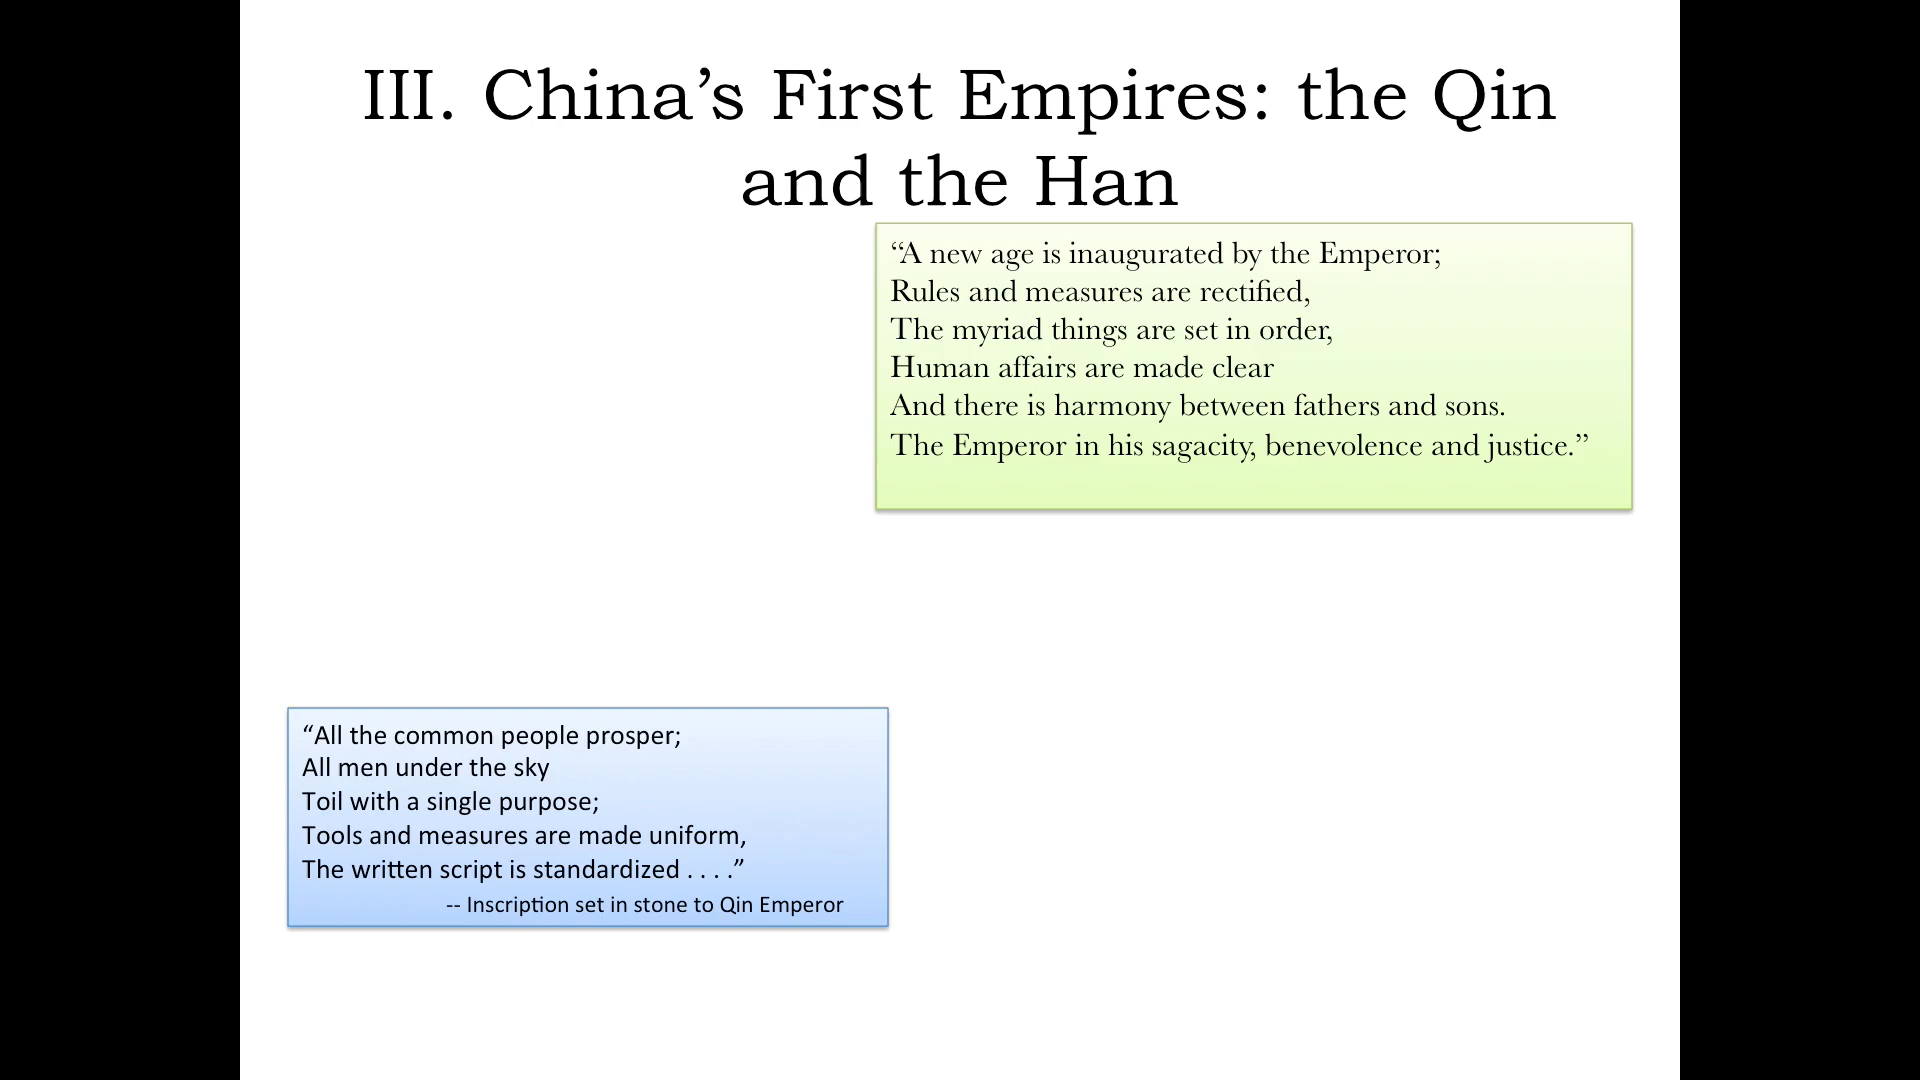 III. China’s First Empires: the Qin
and the Han
“A new age is inaugurated by the Emperor;
Rules and measures are rectified,
The myriad things are set in order,
Human affairs are made clear
And there is harmony between fathers and sons.
The Emperor in his sagacity, benevolence and justice.”
“All the common people prosper;
All men under the sky
Toil with a single purpose;
Tools and measures are made uniform,
The written script is standardized . . . .”
-- Inscription set in stone to Qin Emperor